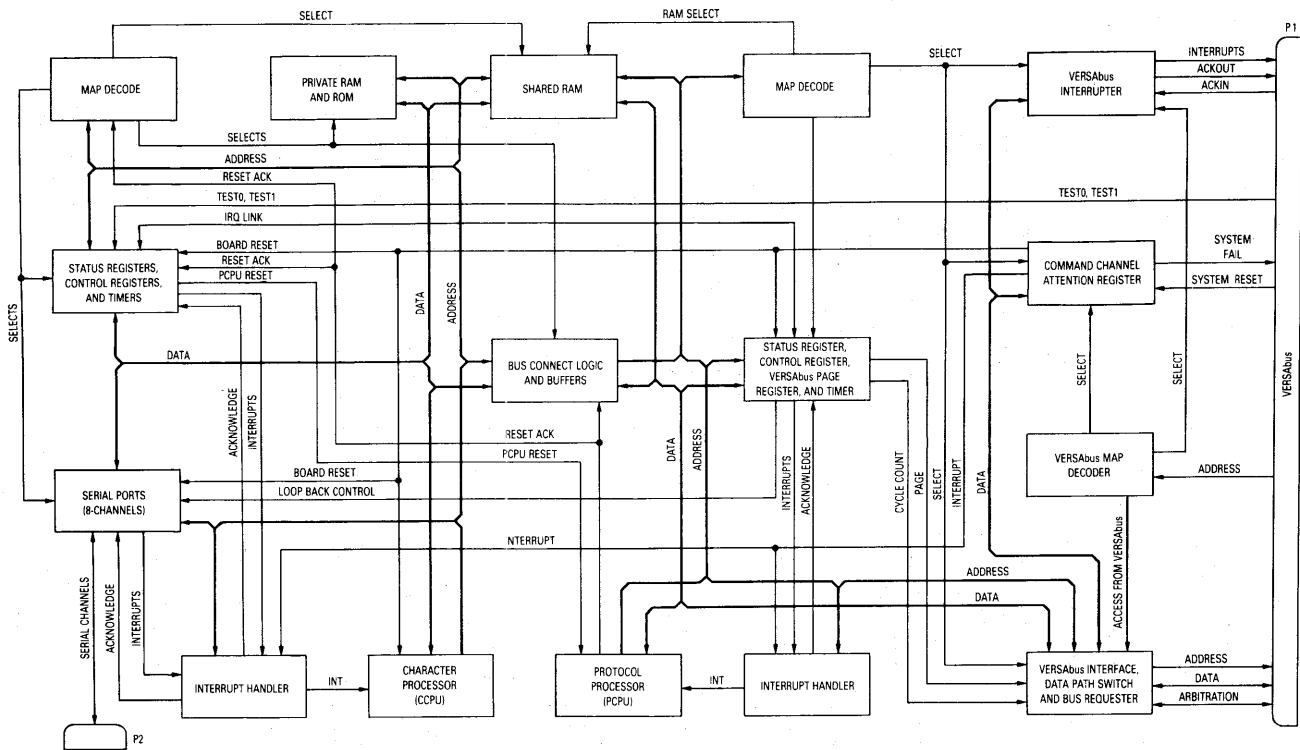 SELECT
RAM SELECT
P1
MAP DECODE
PRIVATE RAM
AND ROM
SHARED RAM
MAP DECODE
SELECT
VERSAbus
INTERRUPTER
INTERRUPTS
ACKOUT
ACKIN
SELECTS
ADDRESS
RESET ACK
TEST0, TEST1
TEST0, TEST1
IRQ LINK
BOARD RESET
RESET ACK
PCPU RESET
STATUS REGISTERS,
CONTROL REGISTERS,
AND TIMERS
DATA
ADDRESS
COMMAND CHANNEL
ATTENTION REGISTER
SYSTEM
FAIL
SYSTEM RESET
SELECTS
DATA
BUS CONNECT LOGIC
AND BUFFERS
STATUS REGISTER,
CONTROL REGISTER,
VERSAbus PAGE
REGISTER, AND TIMER
SELECT
SELECT
VERSAbus
ACKNOWLEDGE
INTERRUPTS
RESET ACK
PCPU RESET
DATA
ADDRESS
BOARD RESET
LOOP BACK CONTROL
SERIAL PORTS
(8-CHANNELS)
INTERRUPTS
ACKNOWLEDGE
CYCLE COUNT
PAGE
SELECT
INTERRUPT
DATA
VERSAbus MAP
DECODER
ADDRESS
NTERRUPT
SERIAL CHANNELS
ACKNOWLEDGE
INTERRUPTS
ADDRESS
DATA
ACCESS FROM VERSAbus
INTERRUPT HANDLER
INT
CHARACTER
PROCESSOR
(CCPU)
PROTOCOL
PROCESSOR
(PCPU)
INT
INTERRUPT HANDLER
VERSAbus INTERFACE,
DATA PATH SWITCH
AND BUS REQUESTER
ADDRESS
DATA
ARBITRATION
P2